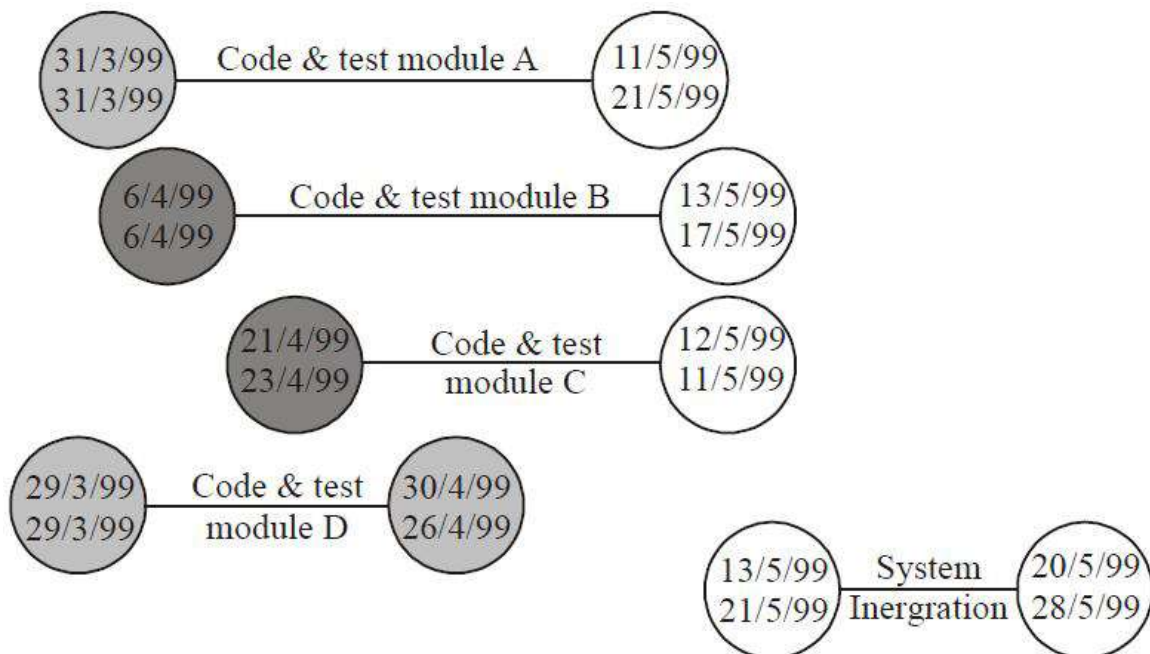 31/3/99
31/3/99
Code & test module A
11/5/99
21/5/99
6/4/99
6/4/99
Code & test module B
13/5/99
17/5/99
21/4/99
23/4/99
Code & test
module C
12/5/99
11/5/99
29/3/99
29/3/99
Code & test
module D
30/4/99
26/4/99
13/5/99
21/5/99
System
Inergration
20/5/99
28/5/99